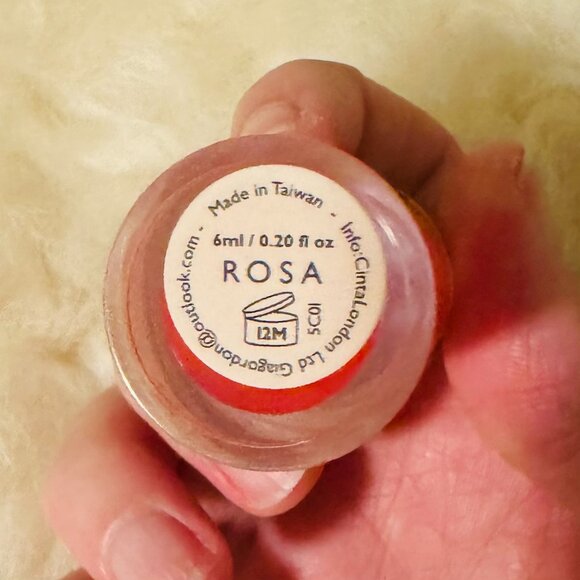 Made in Taiwan - Info:CintaLondon Ltd Giagordon@outlook.com -
6ml / 0.20 fl oz
ROSA
12M
5C01